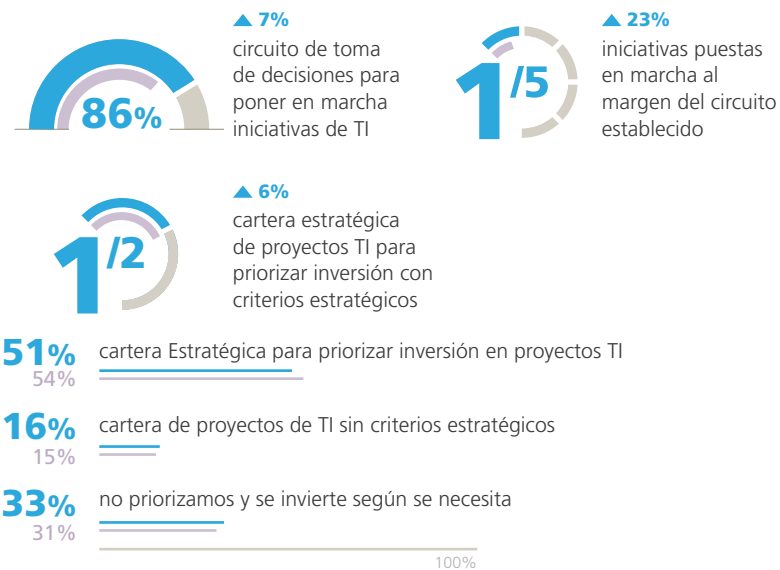 ▲ 7%
circuito de toma
de decisiones para
poner en marcha
iniciativas de TI
86%
▲ 23%
iniciativas puestas
en marcha al
margen del circuito
establecido
1/5
▲ 6%
cartera estratégica
de proyectos TI para
priorizar inversión con
criterios estratégicos
1/2
51% cartera Estratégica para priorizar inversión en proyectos TI
54%
16% cartera de proyectos de TI sin criterios estratégicos
15%
33% no priorizamos y se invierte según se necesita
31%
100%